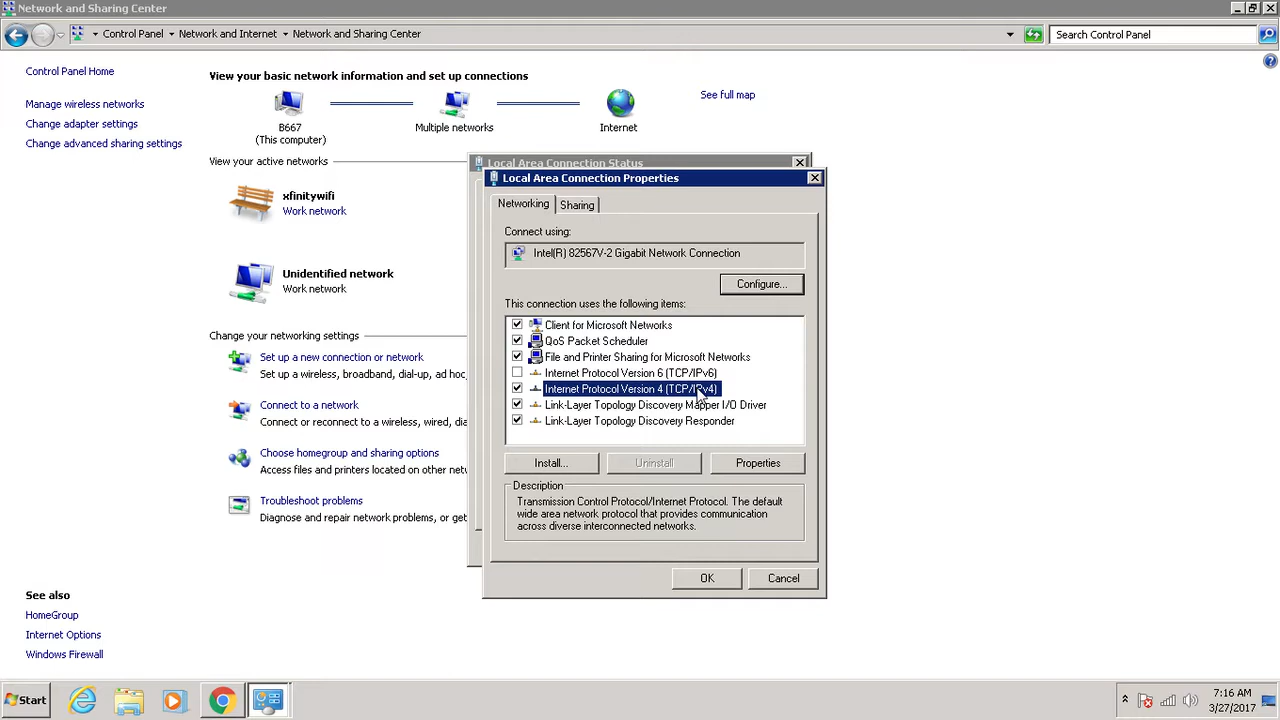 Network and Sharing Center
Control Panel Network and Internet Network and Sharing Center
Search Control Panel
Control Panel Home
Manage wireless networks
Change adapter settings
Change advanced sharing settings
See also
HomeGroup
Internet Options
Windows Firewall
View your basic network information and set up connections
See full map
B667
(This computer)
Multiple networks
Internet
View your active networks
xfinitywifi
Work network
Unidentified network
Work network
Change your networking settings
Set up a new connection or network
Set up a wireless, broadband, dial-up, ad hoc
Connect to a network
Connect or reconnect to a wireless, wired, dia
Choose homegroup and sharing options
Access files and printers located on other netw
Troubleshoot problems
Diagnose and repair network problems, or get
Local Area Connection Status
Local Area Connection Properties
Networking
Sharing
Connect using:
Intel(R) 82567V-2 Gigabit Network Connection
Configure...
This connection uses the following items:
Client for Microsoft Networks
QoS Packet Scheduler
File and Printer Sharing for Microsoft Networks
Internet Protocol Version 6 (TCP/IPv6)
Internet Protocol Version 4 (TCP/IPv4)
Link-Layer Topology Discovery Mapper I/O Driver
Link-Layer Topology Discovery Responder
Install...
Uninstall
Properties
Description
Transmission Control Protocol/Internet Protocol. The default
wide area network protocol that provides communication
across diverse interconnected networks.
OK
Cancel
Start
7:16 AM
3/27/2017